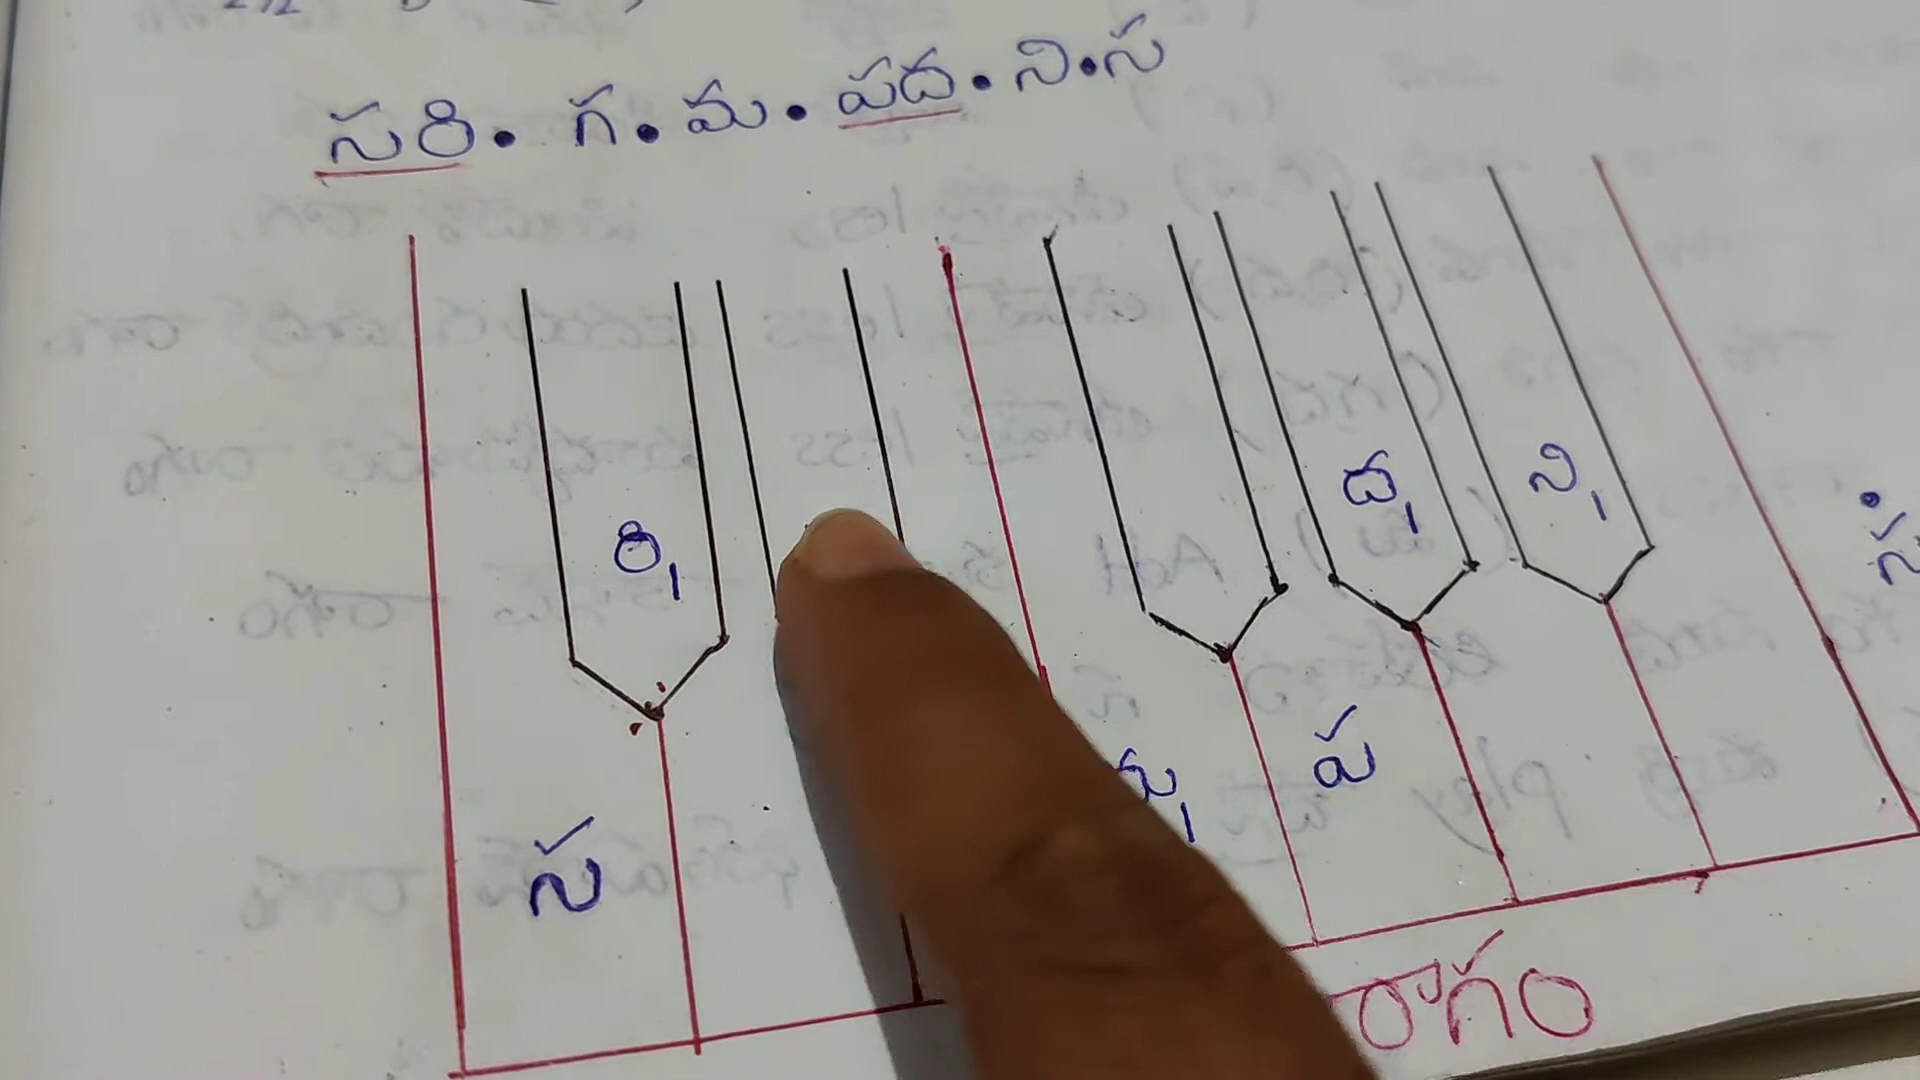 సరి. గ. మ. పద. ని.స
రి1
ద1
ని1
స
మ1
ప
రాగం